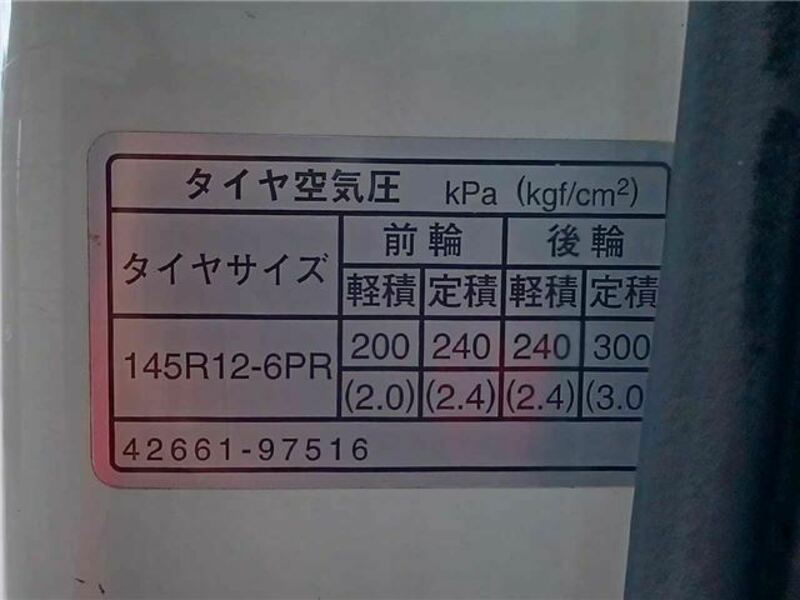 タイヤ空気圧 kPa (kgf/cm²)
タイヤサイズ 前輪 後輪
軽積 定積 軽積 定積
145R12-6PR 200 240 240 300
(2.0) (2.4) (2.4) (3.0
42661-97516